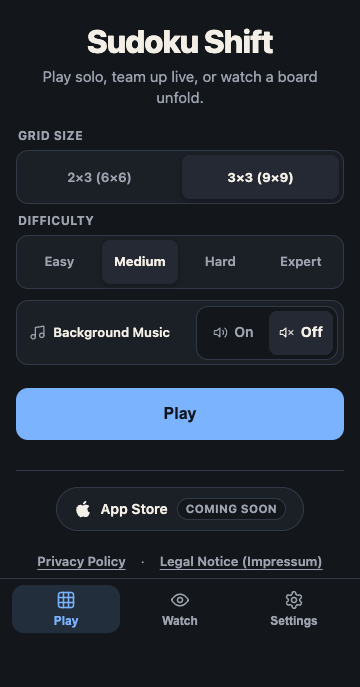 Sudoku Shift
Play solo, team up live, or watch a board
unfold.
GRID SIZE
2×3 (6×6) 3×3 (9×9)
DIFFICULTY
Easy Medium Hard Expert
Background Music On Off
Play
App Store COMING SOON
Privacy Policy · Legal Notice (Impressum)
Play Watch Settings